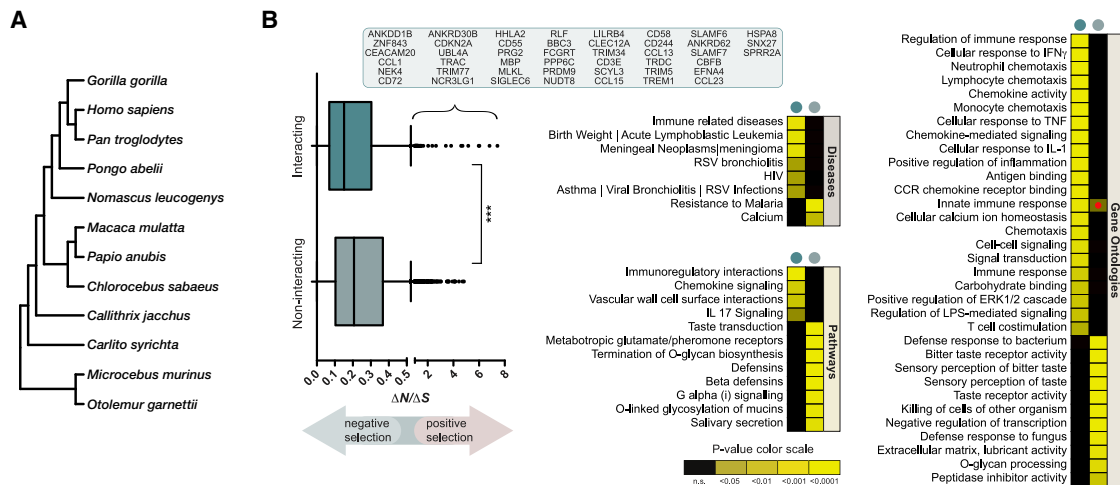 A
Gorilla gorilla
Homo sapiens
Pan troglodytes
Pongo abelii
Nomascus leucogenys
Macaca mulatta
Papio anubis
Chlorocebus sabaeus
Callithrix jacchus
Carlito syrichta
Microcebus murinus
Otolemur garnettii
B
ANKDD1B ANKRD30B HHLA2 RLF LILRB4 CD58 SLAMF6 HSPA8
ZNF843 CDKN2A CD55 BBC3 CLEC12A CD244 ANKRD62 SNX27
CEACAM20 UBL4A PRG2 FCGRT TRIM34 CCL13 SLAMF7 SPRR2A
CCL1 TRAC MBP PPP6C CD3E TRDC CBFB
NEK4 TRIM77 MLKL PRDM9 SCYL3 TRIM5 EFNA4
CD72 NCR3LG1 SIGLEC6 NUDT8 CCL15 TREM1 CCL23
Interacting
Non-interacting
***
0.0 0.1 0.2 0.3 0.4 0.5 2 4 6 8
ΔN/ΔS
negative selection
positive selection
Immune related diseases
Birth Weight | Acute Lymphoblastic Leukemia
Meningeal Neoplasms|meningioma
RSV bronchiolitis
HIV
Asthma | Viral Bronchiolitis | RSV Infections
Resistance to Malaria
Calcium
Diseases
Immunoregulatory interactions
Chemokine signaling
Vascular wall cell surface interactions
IL 17 Signaling
Taste transduction
Metabotropic glutamate/pheromone receptors
Termination of O-glycan biosynthesis
Defensins
Beta defensins
G alpha (i) signalling
O-linked glycosylation of mucins
Salivary secretion
Pathways
P-value color scale
n.s. <0.05 <0.01 <0.001 <0.0001
Regulation of immune response
Cellular response to IFNγ
Neutrophil chemotaxis
Lymphocyte chemotaxis
Chemokine activity
Monocyte chemotaxis
Cellular response to TNF
Chemokine-mediated signaling
Cellular response to IL-1
Positive regulation of inflammation
Antigen binding
CCR chemokine receptor binding
Innate immune response
Cellular calcium ion homeostasis
Chemotaxis
Cell-cell signaling
Signal transduction
Immune response
Carbohydrate binding
Positive regulation of ERK1/2 cascade
Regulation of LPS-mediated signaling
T cell costimulation
Defense response to bacterium
Bitter taste receptor activity
Sensory perception of bitter taste
Sensory perception of taste
Taste receptor activity
Killing of cells of other organism
Negative regulation of transcription
Defense response to fungus
Extracellular matrix, lubricant activity
O-glycan processing
Peptidase inhibitor activity
Gene Ontologies